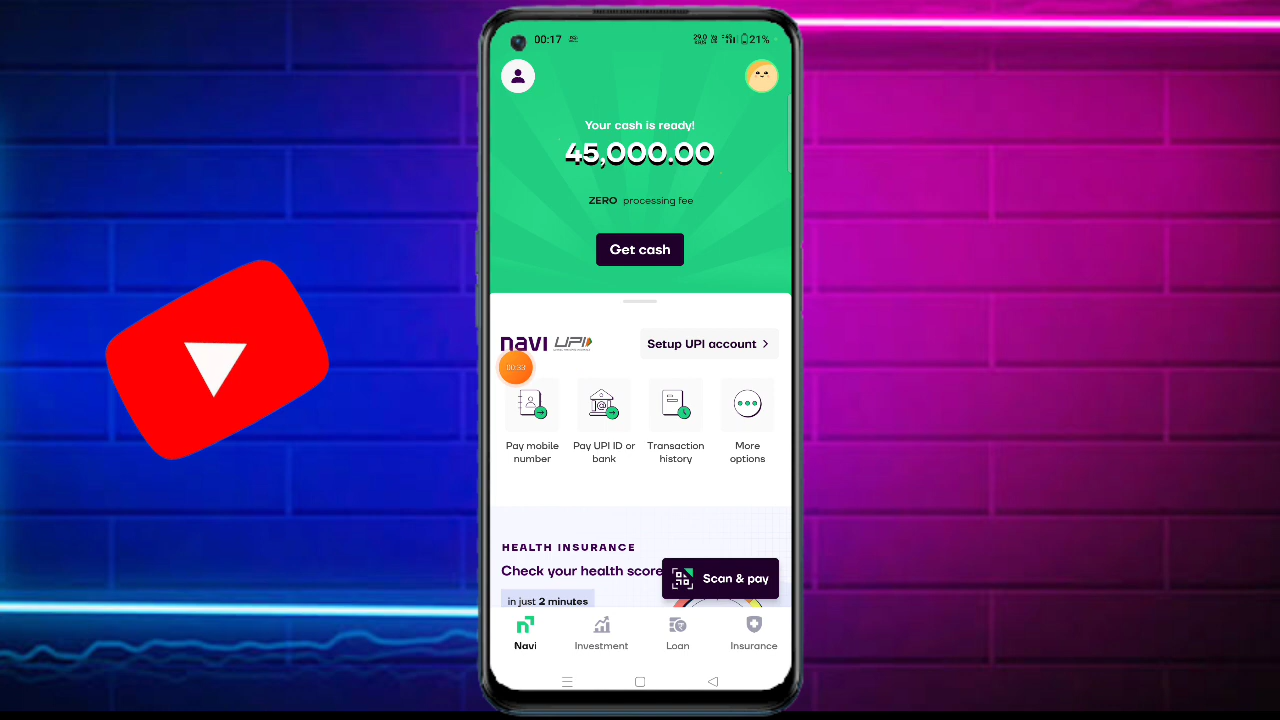 00:17
21%
Your cash is ready!
45,000.00
ZERO processing fee
Get cash
navi UPI
Setup UPI account
00:33
Pay mobile number
Pay UPI ID or bank
Transaction history
More options
HEALTH INSURANCE
Check your health score
Scan & pay
in just 2 minutes
Navi
Investment
Loan
Insurance